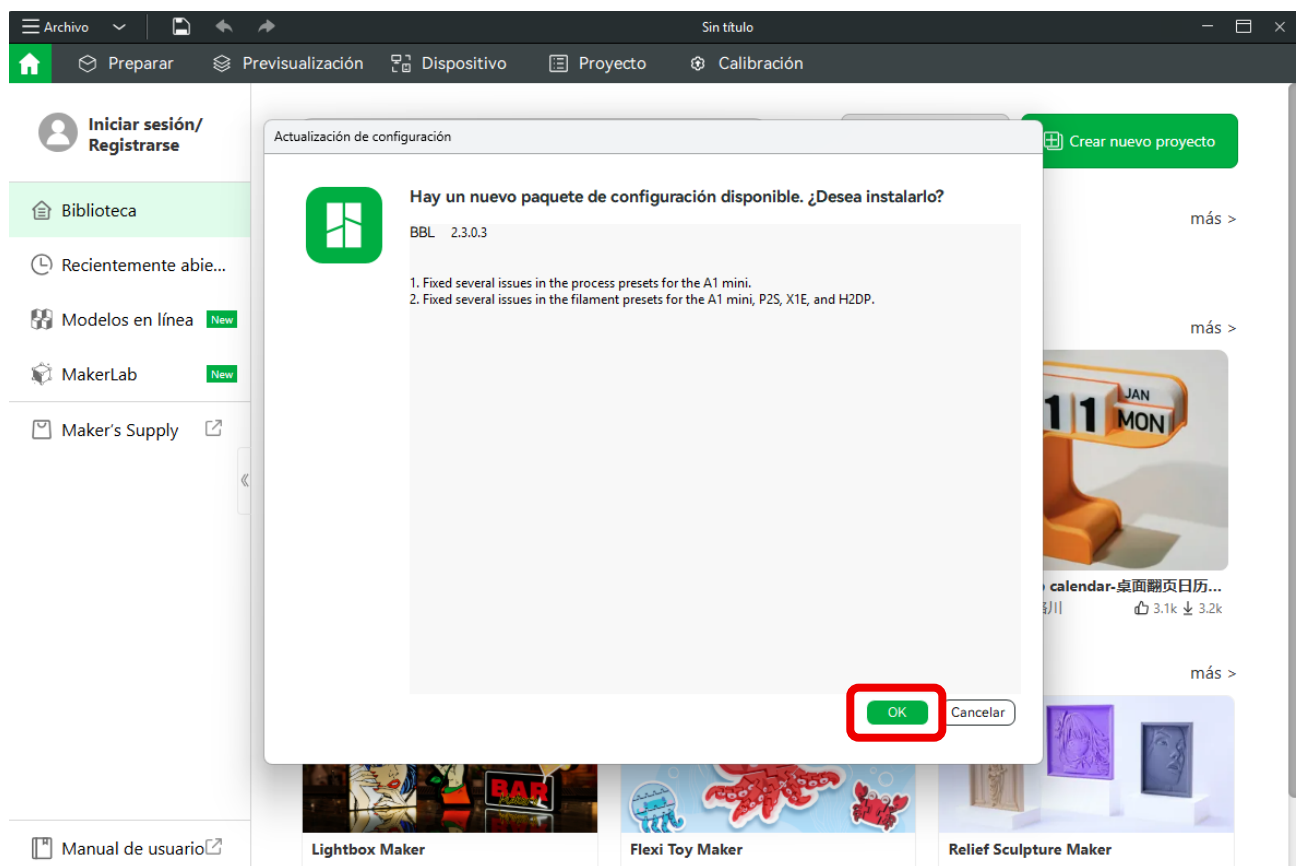 Archivo
Sin título
Preparar
Previsualización
Dispositivo
Proyecto
Calibración
Iniciar sesión/
Registrarse
Crear nuevo proyecto
Biblioteca
Recientemente abie...
Modelos en línea New
MakerLab New
Maker's Supply
Manual de usuario
Actualización de configuración
Hay un nuevo paquete de configuración disponible. ¿Desea instalarlo?
BBL 2.3.0.3
1. Fixed several issues in the process presets for the A1 mini.
2. Fixed several issues in the filament presets for the A1 mini, P2S, X1E, and H2DP.
OK
Cancelar
más >
más >
11
JAN
MON
calendar-桌面翻页日历...
川
3.1k
3.2k
más >
BAR
Lightbox Maker
Flexi Toy Maker
Relief Sculpture Maker